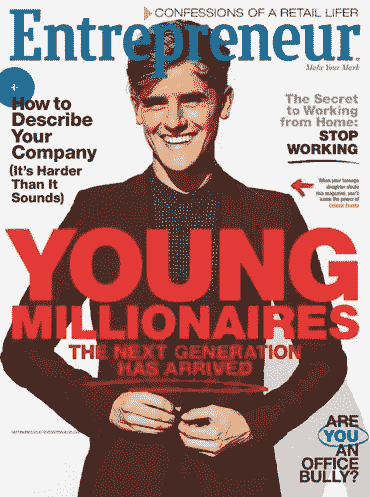 CONFESSIONS OF A RETAIL LIFER
Entrepreneur
Make Your Mark
How to
Describe
Your
Company
(It's Harder
Than It
Sounds)
The Secret
to Working
from Home:
STOP
WORKING
When your teenage
daughter steals
this magazine, you'll
know the power of
Connor Franta
YOUNG
MILLIONAIRES
THE NEXT GENERATION
HAS ARRIVED
ARE
YOU
AN
OFFICE
BULLY?